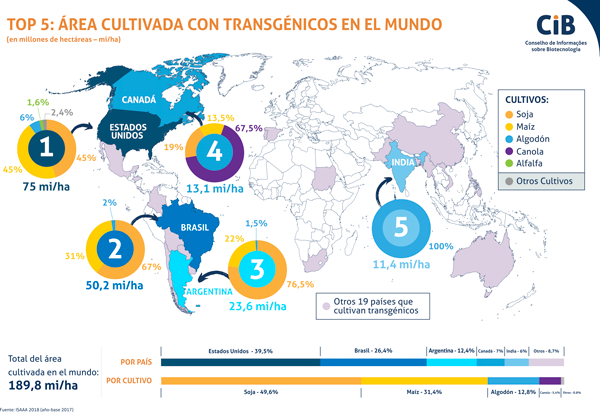 TOP 5: ÁREA CULTIVADA CON TRANSGÉNICOS EN EL MUNDO
(en millones de hectáreas – mi/ha)
CiB
Conselho de Informações
sobre Biotecnologia
CANADÁ
ESTADOS
UNIDOS
1,6%
2,4%
6%
1
45%
45%
75 mi/ha
13,5%
67,5%
19%
4
13,1 mi/ha
CULTIVOS:
Soja
Maíz
Algodón
Canola
Alfalfa
Otros Cultivos
INDIA
5
100%
11,4 mi/ha
BRASIL
2%
31%
2
67%
50,2 mi/ha
1,5%
22%
3
76,5%
ARGENTINA
23,6 mi/ha
Otros 19 países que
cultivan transgénicos
Total del área
cultivada en el mundo:
189,8 mi/ha
POR PAÍS
Estados Unidos - 39,5%
Brasil - 26,4%
Argentina - 12,4%
Canadá - 7%
India - 6%
Otros - 8,7%
POR CULTIVO
Soja - 49,6%
Maíz - 31,4%
Algodón - 12,8%
Fuente: ISAAA 2018 (año-base 2017)